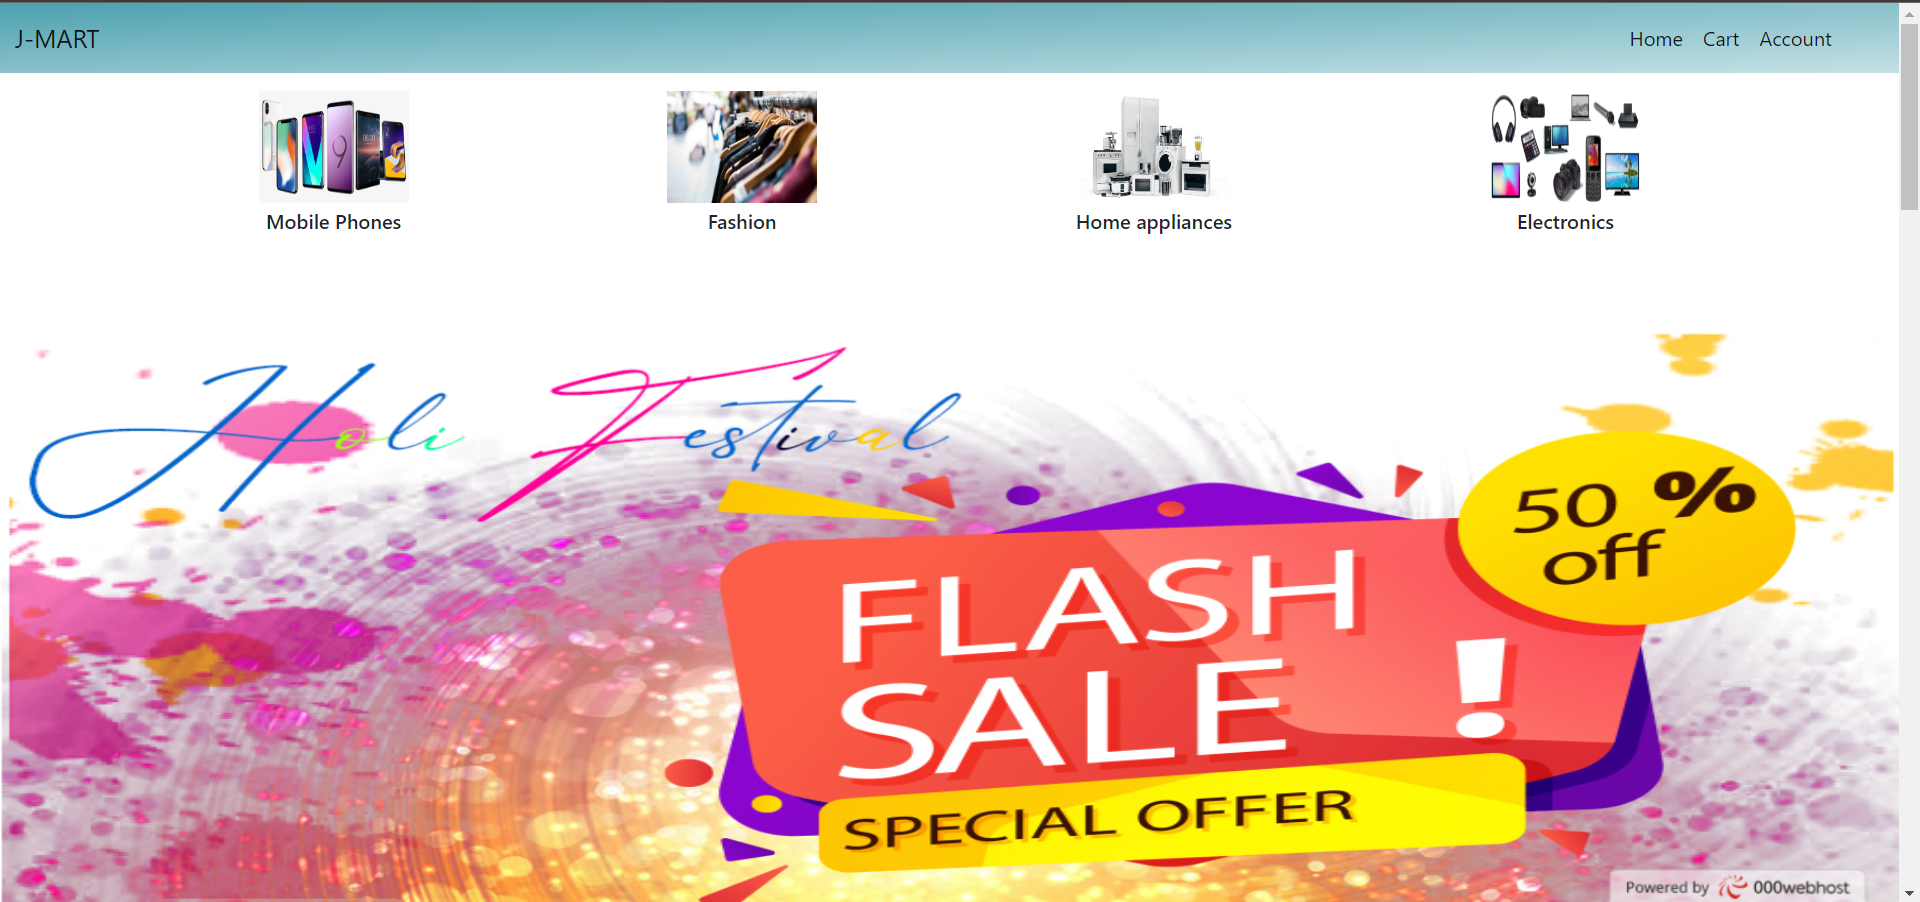 J-MART
Home Cart Account
Mobile Phones
Fashion
Home appliances
Electronics
Holi Festival
50 %
off
FLASH
SALE !
SPECIAL OFFER
Powered by 000webhost